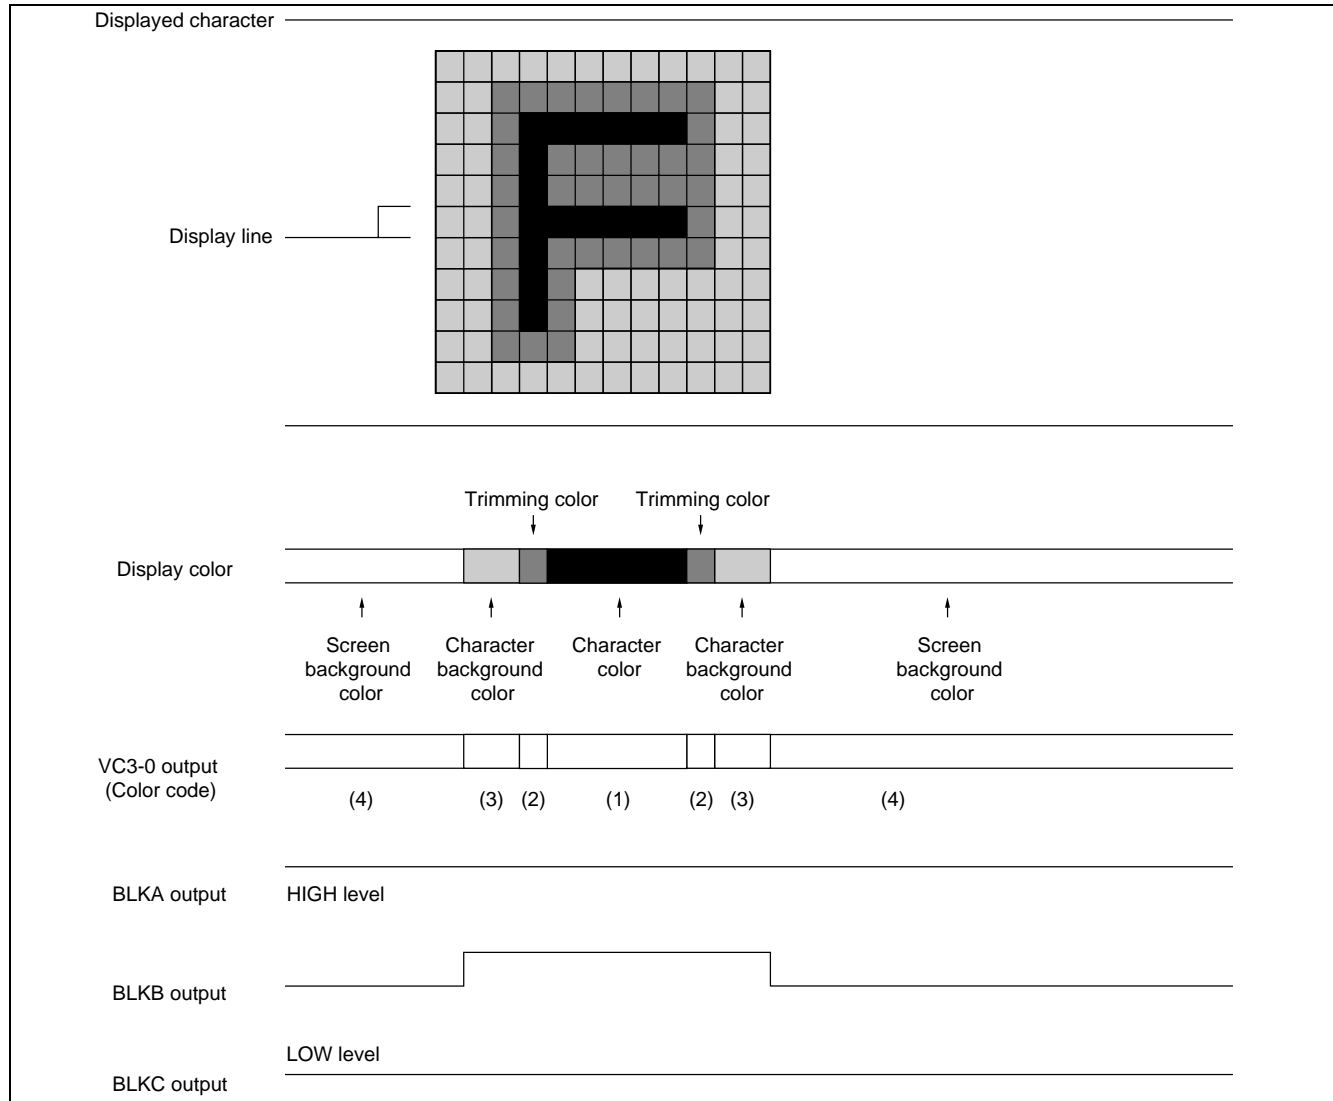 Displayed character
Display line
Trimming color Trimming color
Display color
Screen background color
Character background color
Character color
Character background color
Screen background color
VC3-0 output
(Color code)
(4) (3) (2) (1) (2) (3) (4)
BLKA output HIGH level
BLKB output
LOW level
BLKC output